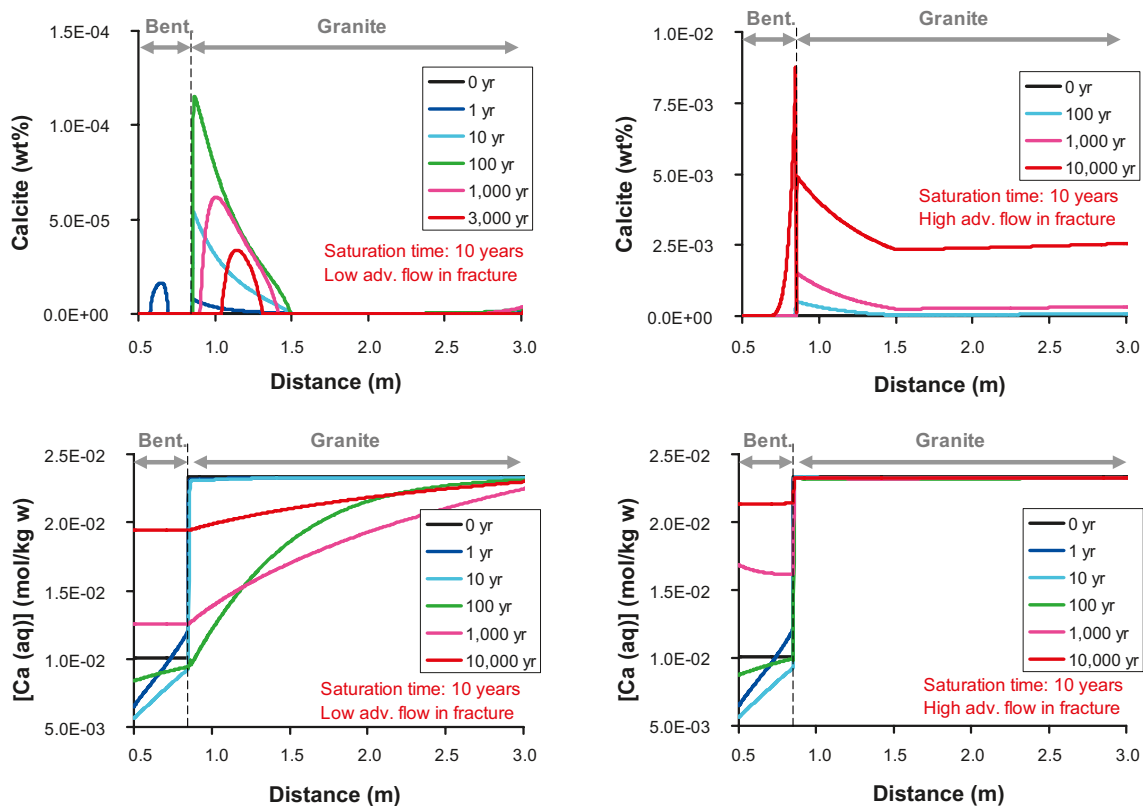 Bent.
Granite
1.5E-04
1.0E-04
5.0E-05
0.0E+00
Calcite (wt%)
0 yr
1 yr
10 yr
100 yr
1,000 yr
3,000 yr
Saturation time: 10 years
Low adv. flow in fracture
0.5
1.0
1.5
2.0
2.5
3.0
Distance (m)
Bent.
Granite
1.0E-02
7.5E-03
5.0E-03
2.5E-03
0.0E+00
Calcite (wt%)
0 yr
100 yr
1,000 yr
10,000 yr
Saturation time: 10 years
High adv. flow in fracture
0.5
1.0
1.5
2.0
2.5
3.0
Distance (m)
Bent.
Granite
2.5E-02
2.0E-02
1.5E-02
1.0E-02
5.0E-03
[Ca (aq)] (mol/kg w)
0 yr
1 yr
10 yr
100 yr
1,000 yr
10,000 yr
Saturation time: 10 years
Low adv. flow in fracture
0.5
1.0
1.5
2.0
2.5
3.0
Distance (m)
Bent.
Granite
2.5E-02
2.0E-02
1.5E-02
1.0E-02
5.0E-03
[Ca (aq)] (mol/kg w)
0 yr
1 yr
10 yr
100 yr
1,000 yr
10,000 yr
Saturation time: 10 years
High adv. flow in fracture
0.5
1.0
1.5
2.0
2.5
3.0
Distance (m)